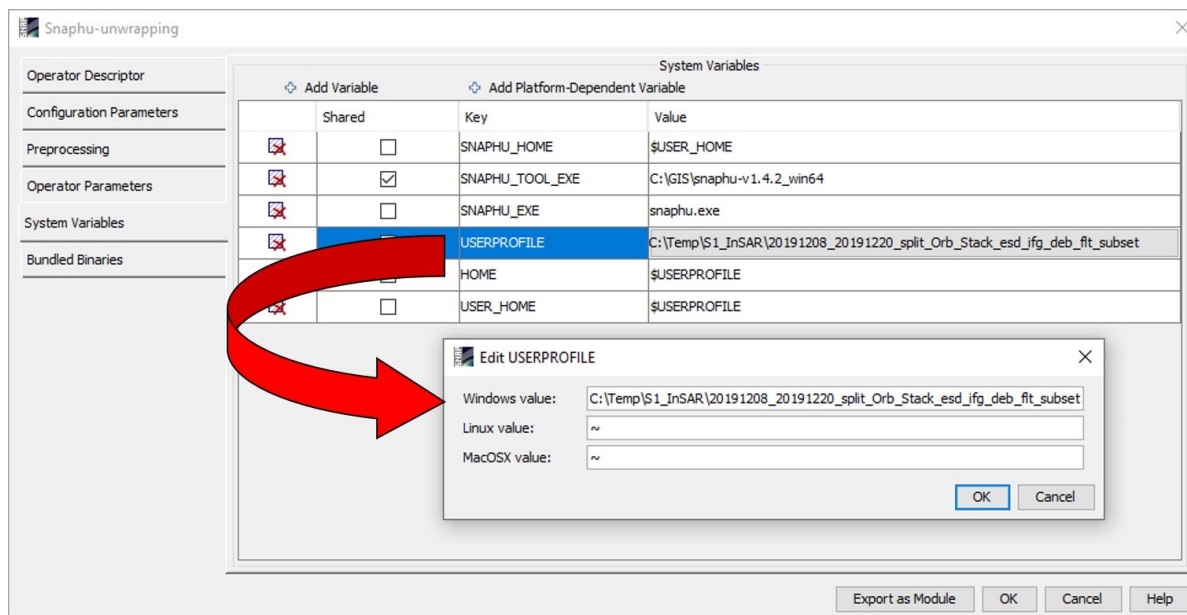 Snaphu-unwrapping
Operator Descriptor
Configuration Parameters
Preprocessing
Operator Parameters
System Variables
Bundled Binaries
System Variables
Add Variable Add Platform-Dependent Variable
Shared Key Value
SNAPHU_HOME $USER_HOME
SNAPHU_TOOL_EXE C:\GIS\snaphu-v1.4.2_win64
SNAPHU_EXE snaphu.exe
USERPROFILE C:\Temp\S1_InSAR\20191208_20191220_split_Orb_Stack_esd_ifg_deb_flt_subset
HOME $USERPROFILE
USER_HOME $USERPROFILE
Edit USERPROFILE
Windows value: C:\Temp\S1_InSAR\20191208_20191220_split_Orb_Stack_esd_ifg_deb_flt_subset
Linux value: ~
MacOSX value: ~
OK Cancel
Export as Module OK Cancel Help